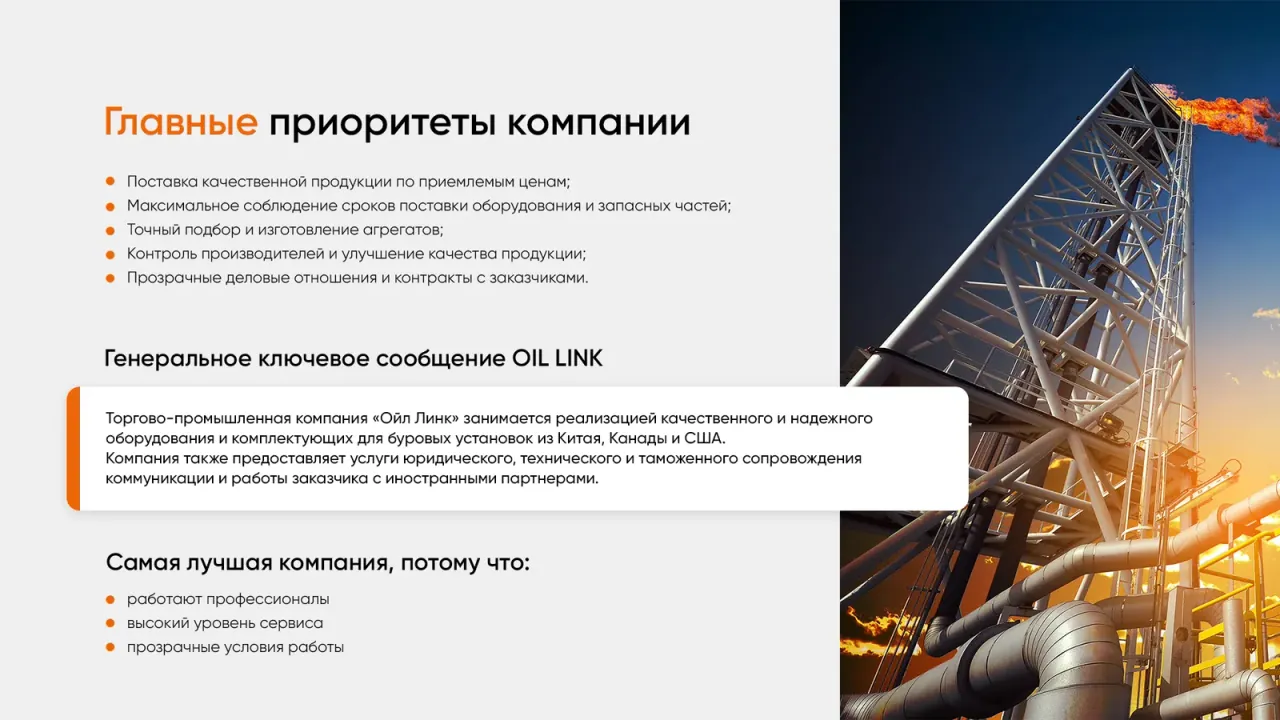 Главные приоритеты компании
Поставка качественной продукции по приемлемым ценам;
Максимальное соблюдение сроков поставки оборудования и запасных частей;
Точный подбор и изготовление агрегатов;
Контроль производителей и улучшение качества продукции;
Прозрачные деловые отношения и контракты с заказчиками.
Генеральное ключевое сообщение OIL LINK
Торгово-промышленная компания «Ойл Линк» занимается реализацией качественного и надежного
оборудования и комплектующих для буровых установок из Китая, Канады и США.
Компания также предоставляет услуги юридического, технического и таможенного сопровождения
коммуникации и работы заказчика с иностранными партнерами.
Самая лучшая компания, потому что:
работают профессионалы
высокий уровень сервиса
прозрачные условия работы